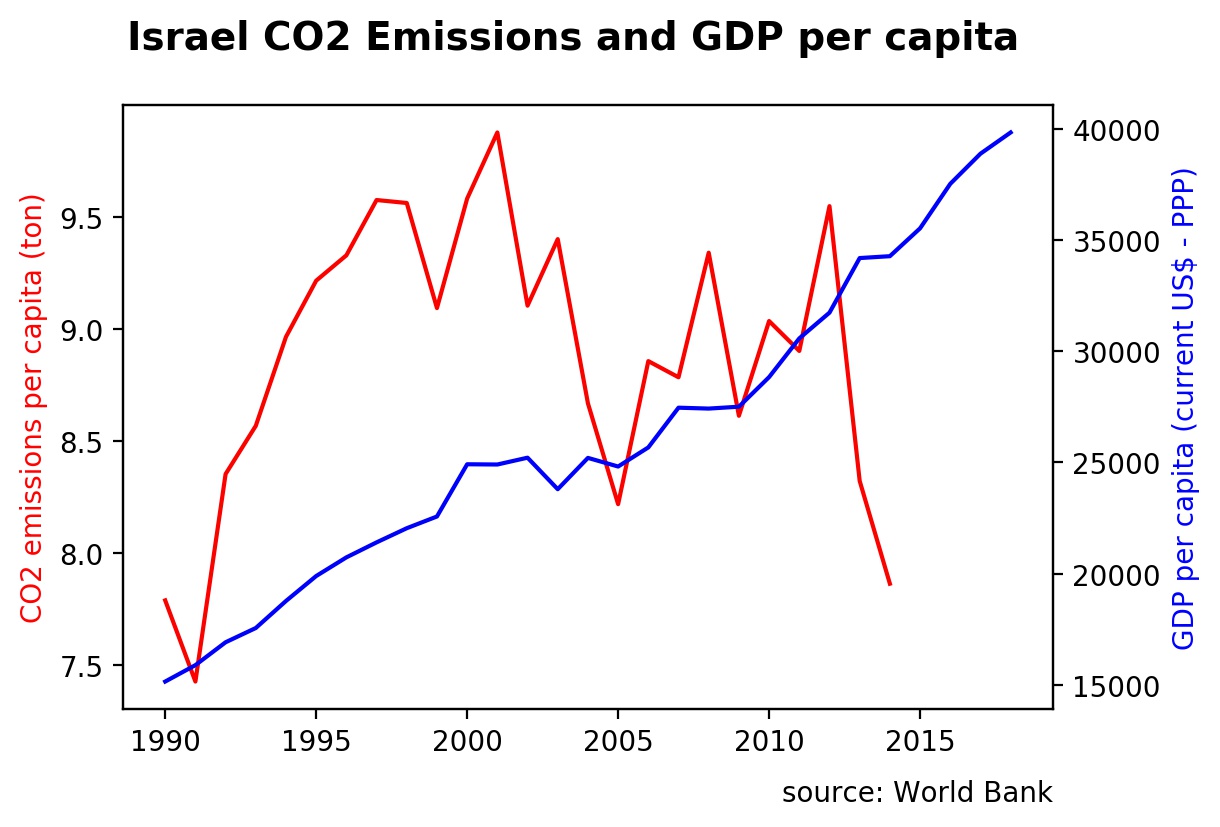 Israel CO2 Emissions and GDP per capita
CO2 emissions per capita (ton)
9.5
9.0
8.5
8.0
7.5
40000
35000
30000
25000
20000
15000
GDP per capita (current US$ - PPP)
1990 1995 2000 2005 2010 2015
source: World Bank